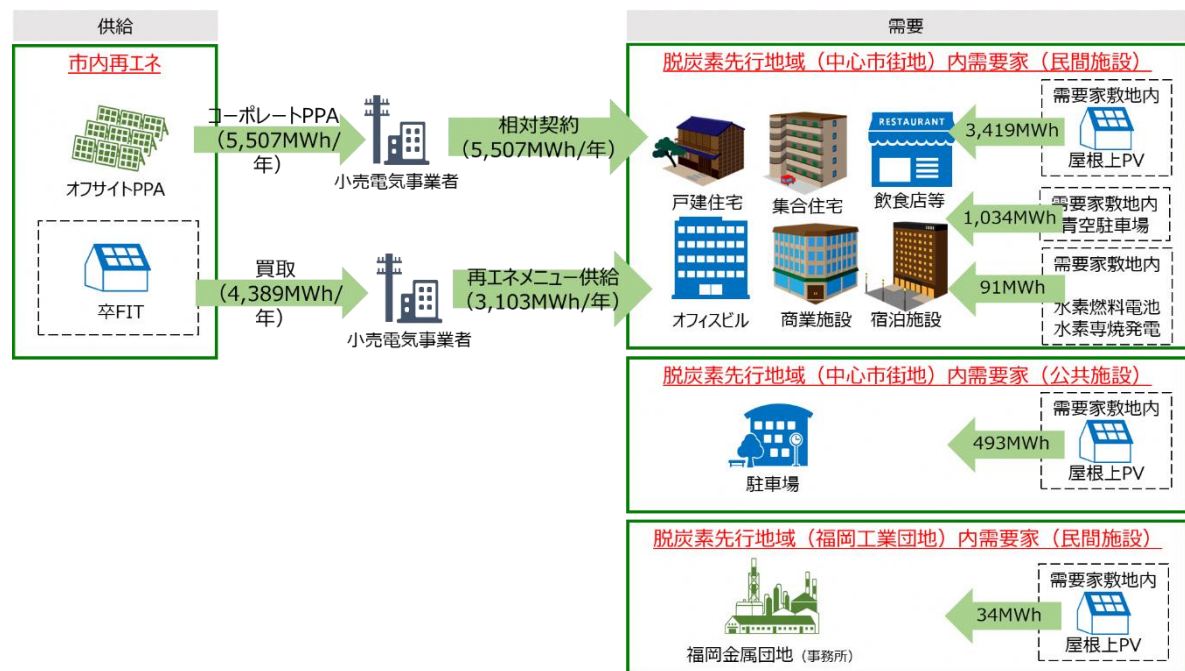 供給
需要
市内再エネ
オフサイトPPA
卒FIT
コーポレートPPA
（5,507MWh/
年）
小売電気事業者
相対契約
（5,507MWh/年）
買取
（4,389MWh/
年）
小売電気事業者
再エネメニュー供給
（3,103MWh/年）
脱炭素先行地域（中心市街地）内需要家（民間施設）
戸建住宅
集合住宅
RESTAURANT
飲食店等
オフィスビル
商業施設
宿泊施設
3,419MWh
需要家敷地内
屋根上PV
1,034MWh
需要家敷地内
青空駐車場
91MWh
需要家敷地内
水素燃料電池
水素専焼発電
脱炭素先行地域（中心市街地）内需要家（公共施設）
駐車場
493MWh
需要家敷地内
屋根上PV
脱炭素先行地域（福岡工業団地）内需要家（民間施設）
福岡金属団地（事務所）
34MWh
需要家敷地内
屋根上PV